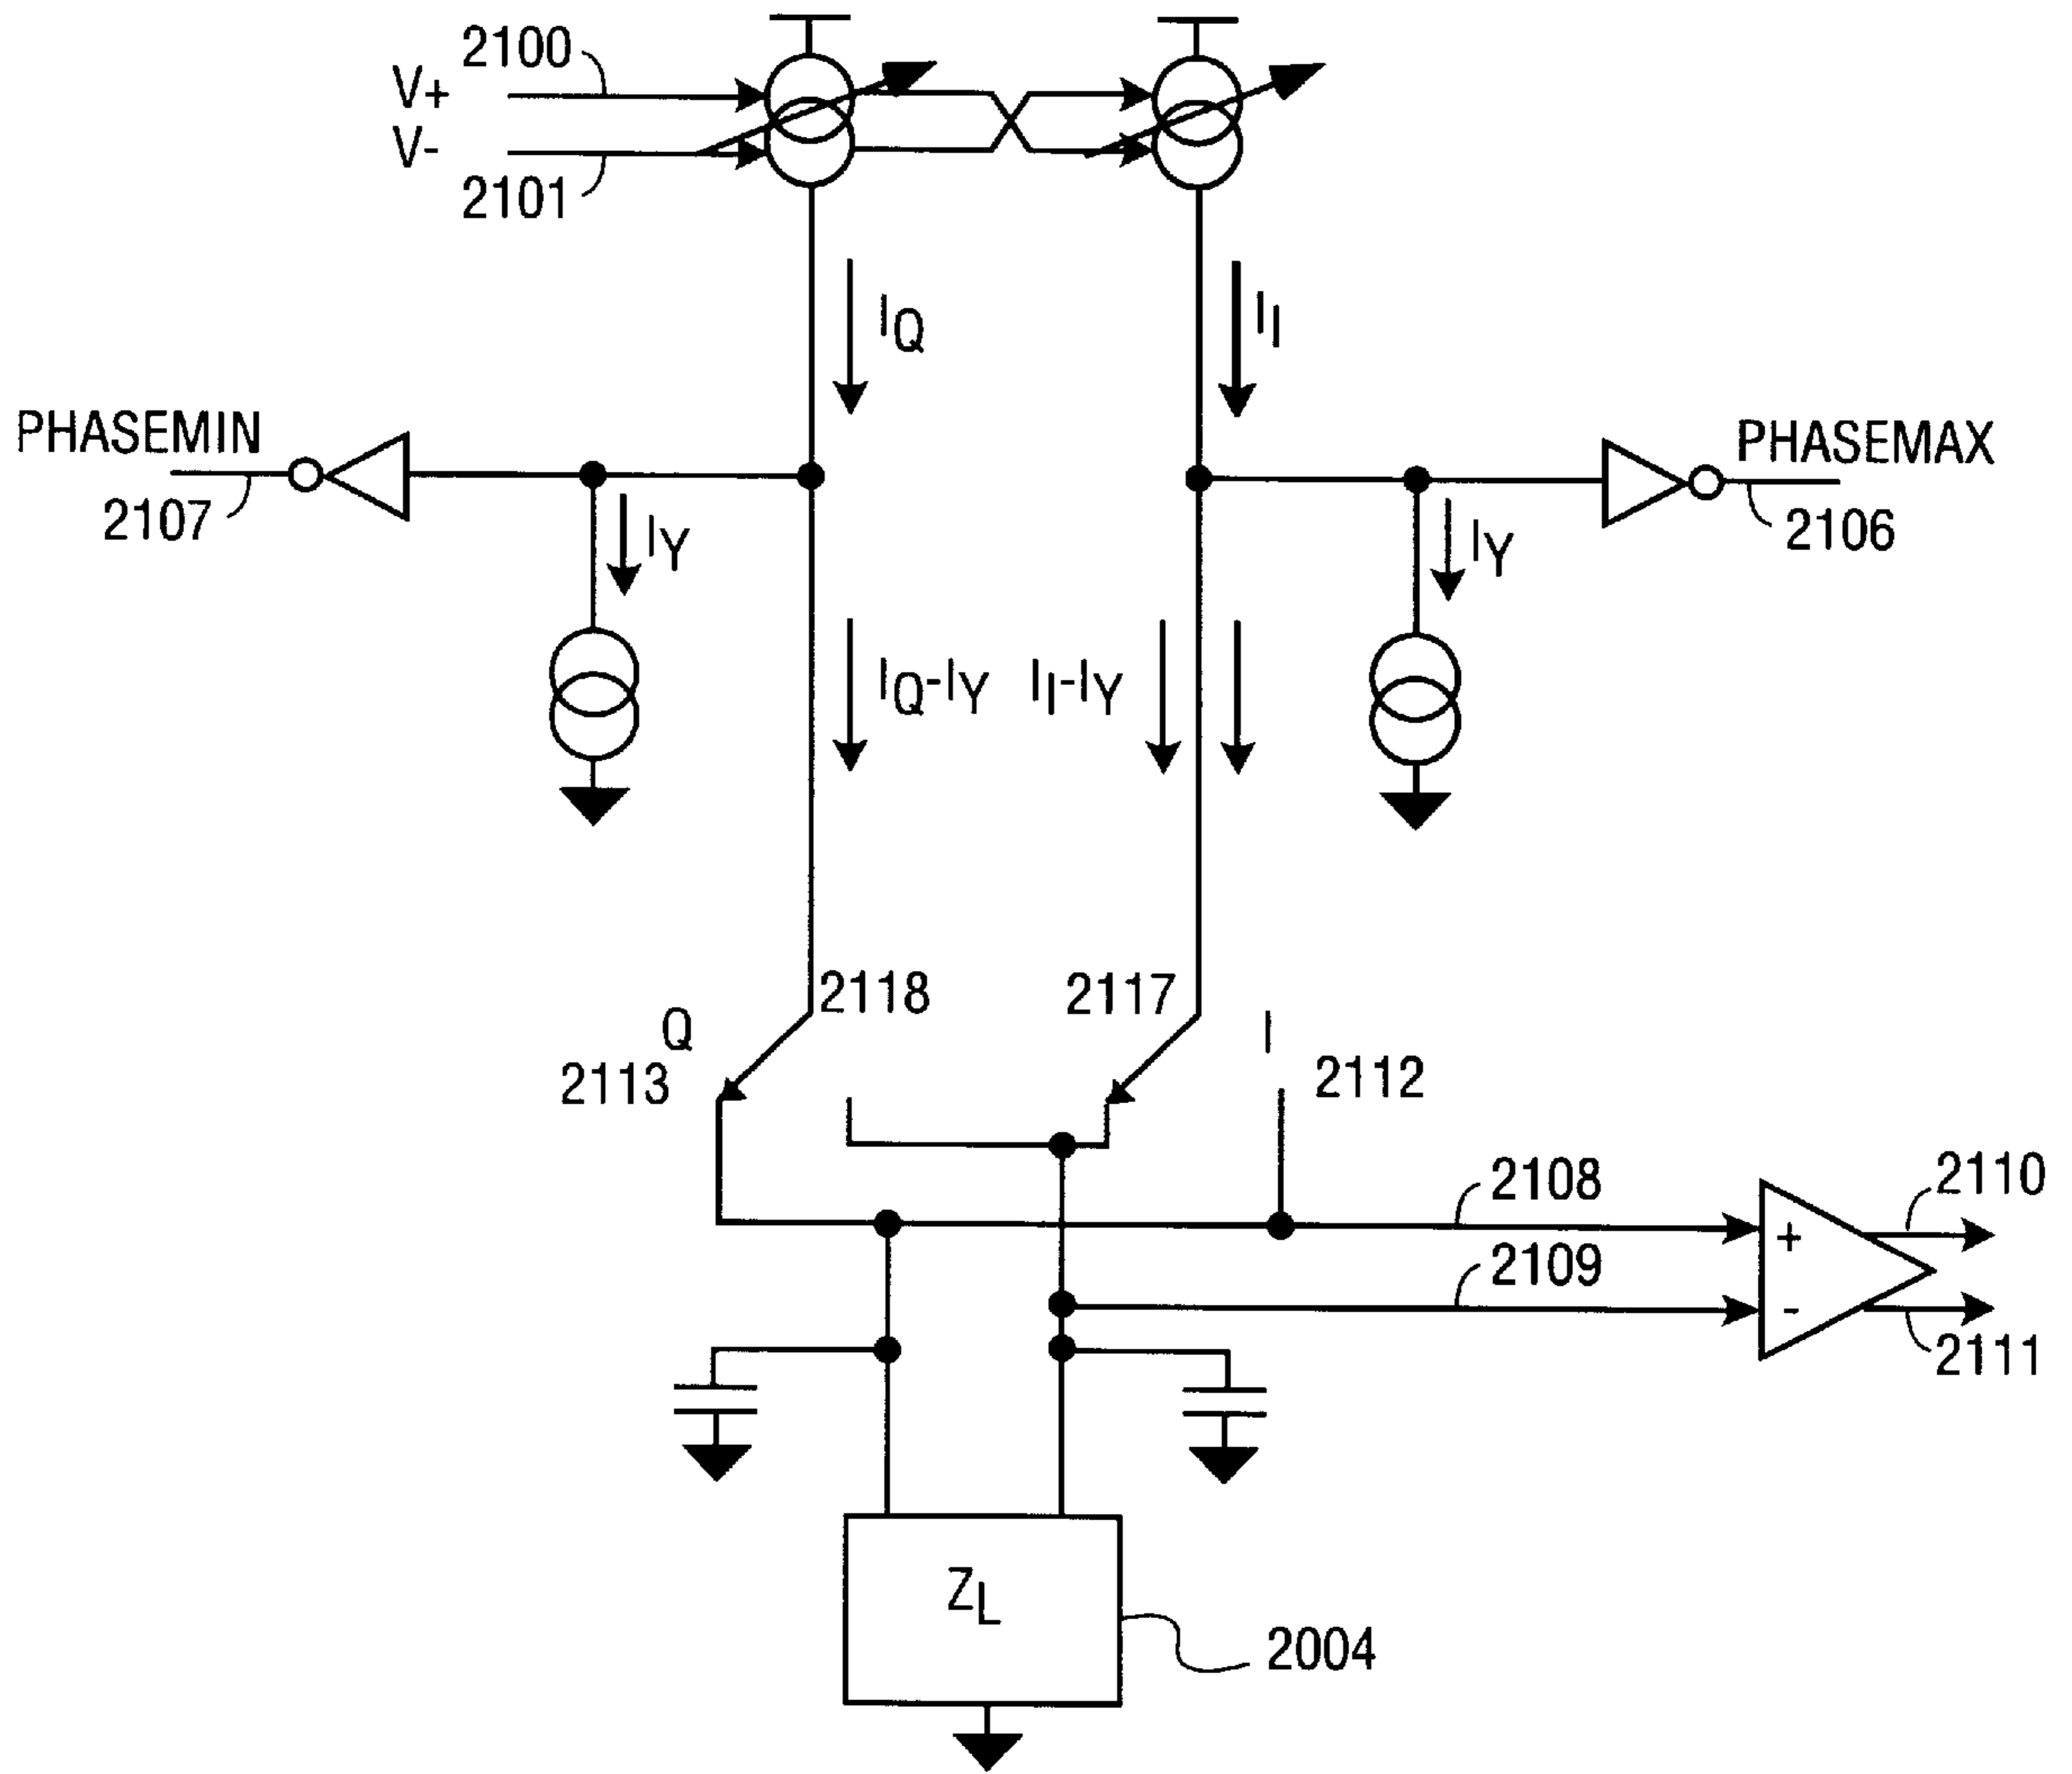 2100
V+
V-
2101
IQ
II
PHASEMIN
PHASEMAX
2107
IY
IY
2106
IQ-IY
II-IY
2118
2117
Q
I
2113
2112
2108
2110
+
2109
-
2111
ZL
2004